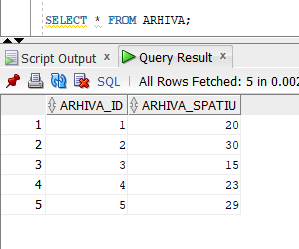 SELECT * FROM ARHIVA;
Script Output x Query Result x
SQL | All Rows Fetched: 5 in 0.002
ARHIVA_ID ARHIVA_SPATIU
1 1 20
2 2 30
3 3 15
4 4 23
5 5 29